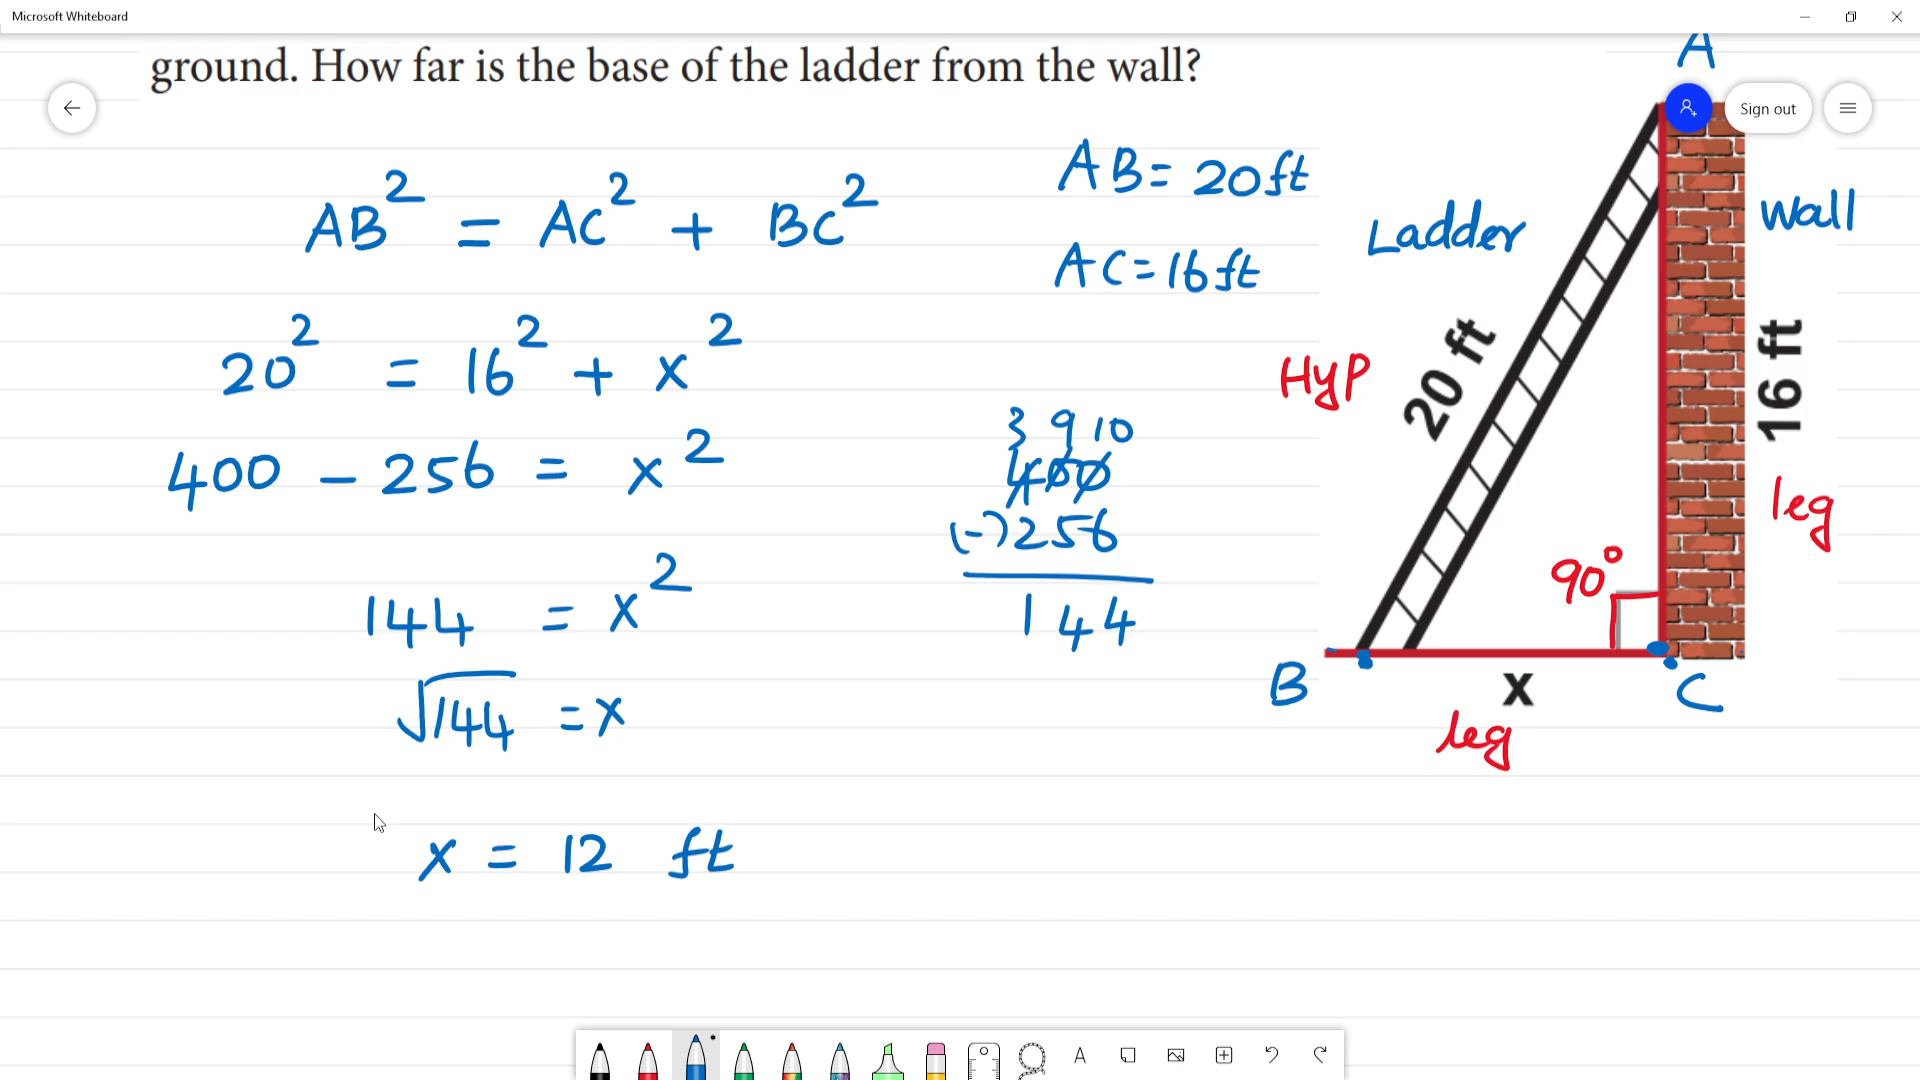 Microsoft Whiteboard
ground. How far is the base of the ladder from the wall?
A
Sign out
AB² = AC² + BC²
AB = 20ft
Ladder
Wall
AC = 16ft
20² = 16² + x²
Hyp
20 ft
16 ft
3 9 10
400 - 256 = x²
400
(-)256
leg
90°
144 = x²
144
B
x
C
√144 = x
leg
x = 12 ft
A